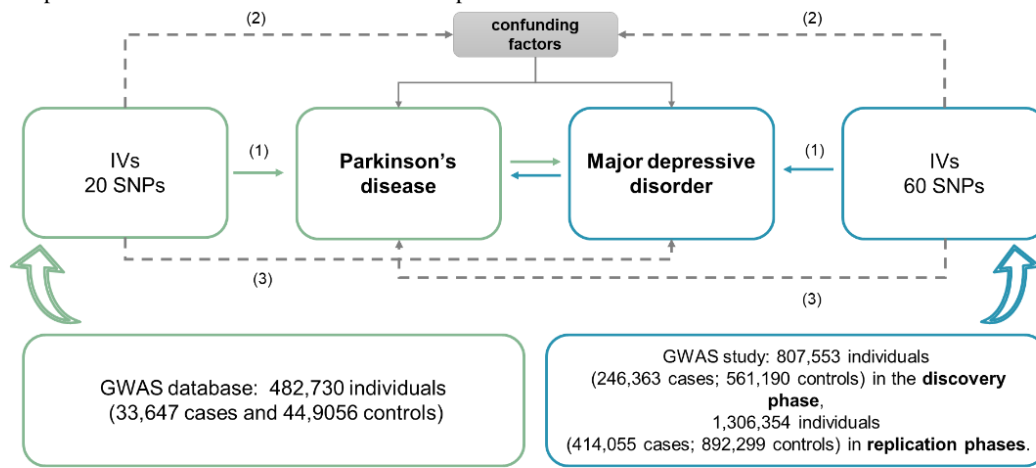 (2)
confunding
factors
(2)
IVs
20 SNPs
(1)
Parkinson's
disease
Major depressive
disorder
(1)
IVs
60 SNPs
(3)
(3)
GWAS database: 482,730 individuals
(33,647 cases and 44,9056 controls)
GWAS study: 807,553 individuals
(246,363 cases; 561,190 controls) in the discovery
phase,
1,306,354 individuals
(414,055 cases; 892,299 controls) in replication phases.